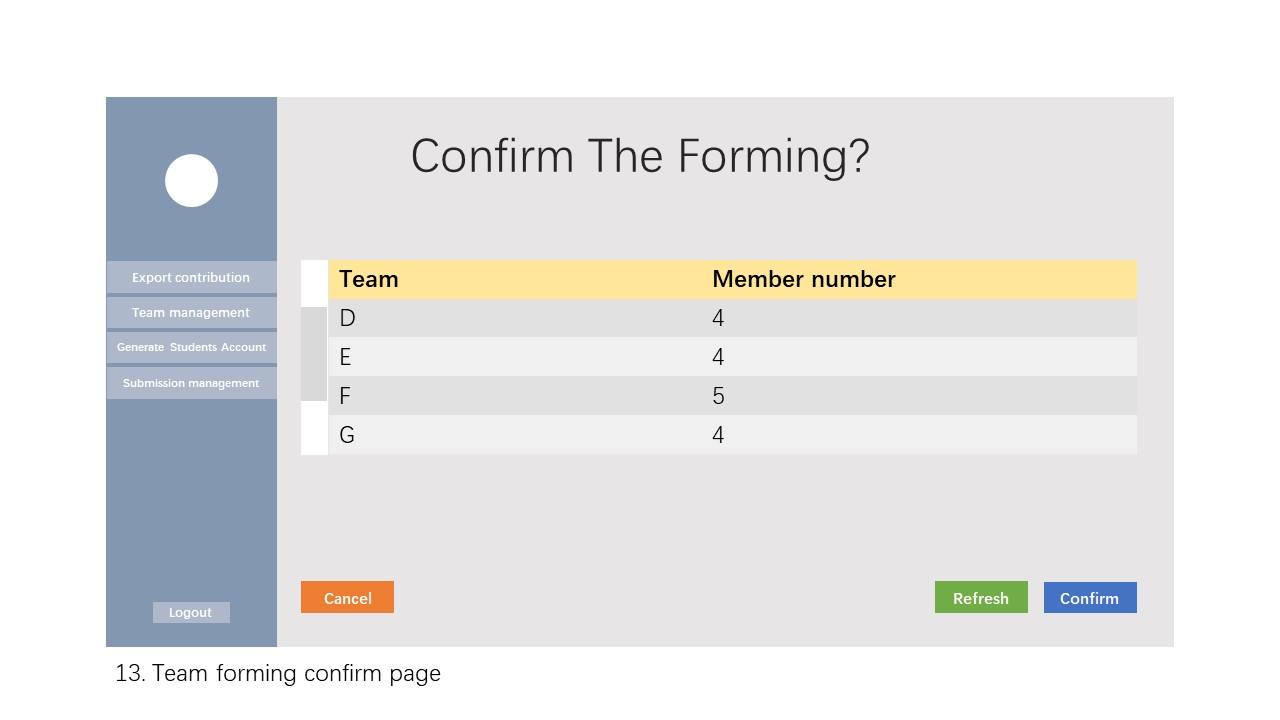 Confirm The Forming?
Export contribution
Team management
Generate Students Account
Submission management
Logout
Team Member number
D 4
E 4
F 5
G 4
Cancel Refresh Confirm
13. Team forming confirm page